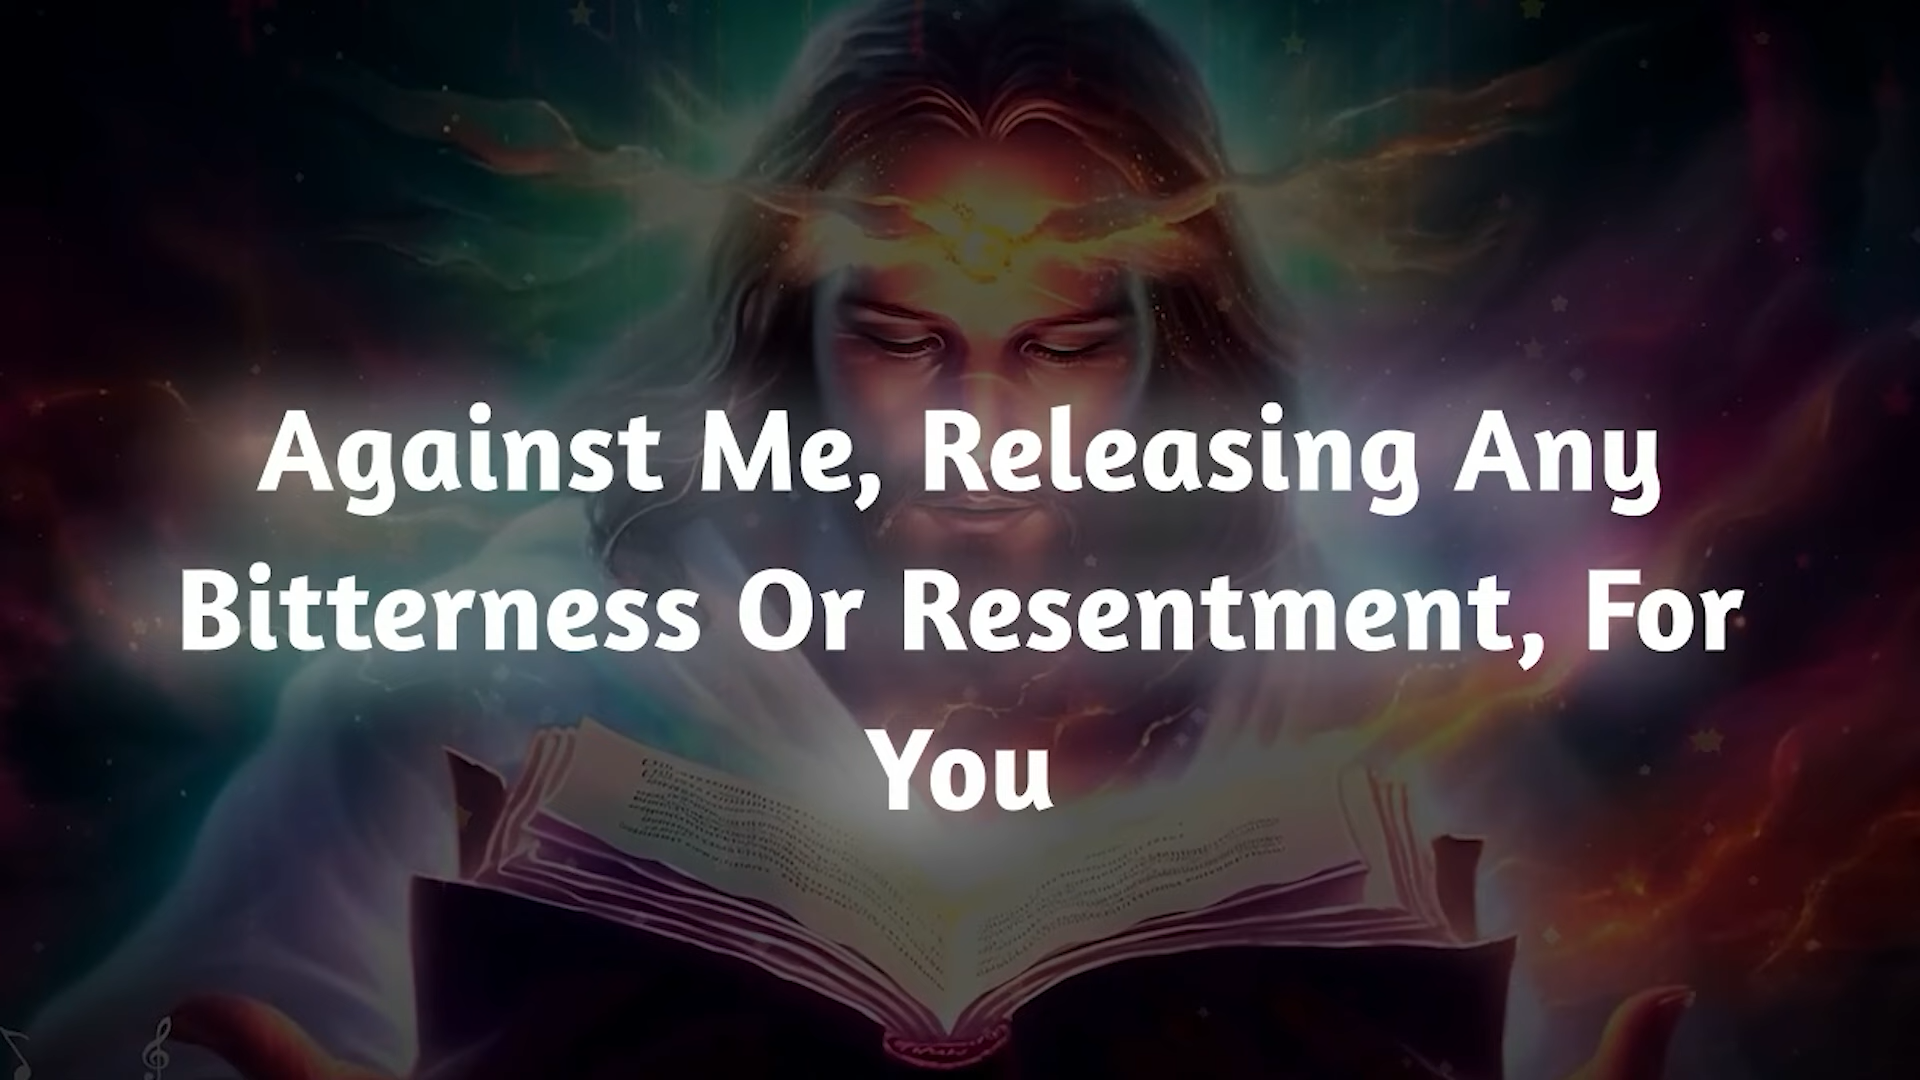 Against Me, Releasing Any
Bitterness Or Resentment, For
You